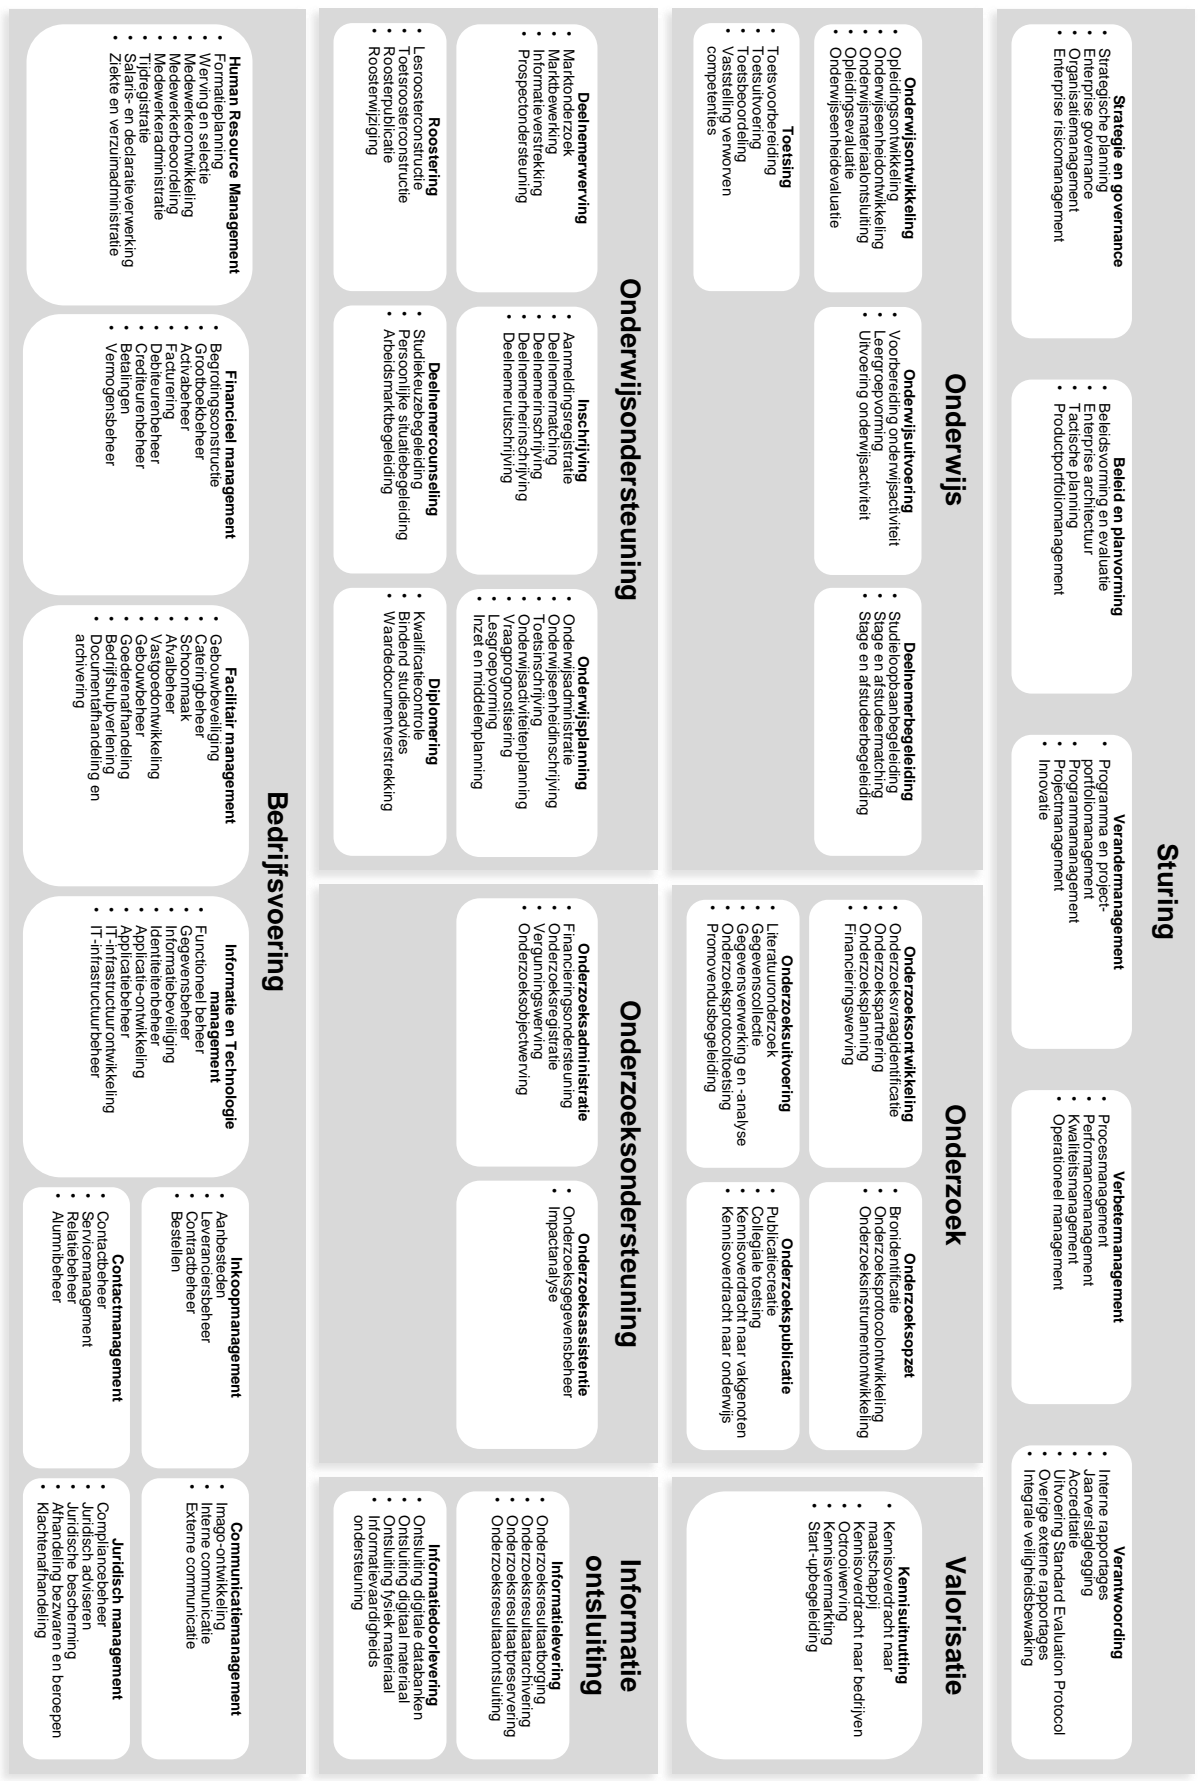 Sturing
Strategie en governance
• Strategische planning
• Enterprise governance
• Organisatiemanagement
• Enterprise risicomanagement
Beleid en planvorming
• Beleidsvorming en evaluatie
• Enterprise architectuur
• Tactische planning
• Productportfoliomanagement
Verandermanagement
• Programma en project-
portfoliomanagement
• Programmamanagement
• Projectmanagement
• Innovatie
Verbetermanagement
• Procesmanagement
• Performancemanagement
• Kwaliteitsmanagement
• Operationeel management
Verantwoording
• Interne rapportages
• Jaarverslaglegging
• Accreditatie
• Uitvoering Standard Evaluation Protocol
• Overige externe rapportages
• Integrale veiligheidsbewaking
Onderwijs
Onderwijsontwikkeling
• Opleidingsontwikkeling
• Onderwijseenheidontwikkeling
• Onderwijsmateriaalontsluiting
• Opleidingsevaluatie
• Onderwijseenheidevaluatie
Onderwijsuitvoering
• Voorbereiding onderwijsactiviteit
• Leergroepvorming
• Uitvoering onderwijsactiviteit
Deelnemerbegeleiding
• Studieloopbaanbegeleiding
• Stage en afstudeermatching
• Stage en afstudeerbegeleiding
Toetsing
• Toetsvoorbereiding
• Toetsuitvoering
• Toetsbeoordeling
• Vaststelling verworven
competenties
Onderzoek
Onderzoeksontwikkeling
• Onderzoeksvraagidentificatie
• Onderzoekspartnering
• Onderzoeksplanning
• Financieringswerving
Onderzoeksopzet
• Bronidentificatie
• Onderzoeksprotocolontwikkeling
• Onderzoeksinstrumentontwikkeling
Onderzoeksuitvoering
• Literatuuronderzoek
• Gegevenscollectie
• Gegevensverwerking en -analyse
• Onderzoeksprotocoltoetsing
• Promovendusbegeleiding
Onderzoekspublicatie
• Publicatiecreatie
• Collegiale toetsing
• Kennisoverdracht naar vakgenoten
• Kennisoverdracht naar onderwijs
Valorisatie
Kennisuitnutting
• Kennisoverdracht naar
maatschappij
• Kennisoverdracht naar bedrijven
• Octrooiwerving
• Kennisvermarkting
• Start-upbegeleiding
Onderwijsondersteuning
Deelnemerwerving
• Marktonderzoek
• Marktbewerking
• Informatieverstrekking
• Prospectondersteuning
Inschrijving
• Aanmeldingsregistratie
• Deelnemermatching
• Deelnemerinschrijving
• Deelnemerherinschrijving
• Deelnemeruitschrijving
Onderwijsplanning
• Onderwijsadministratie
• Onderwijseenheidinschrijving
• Toetsinschrijving
• Onderwijsactiviteitenplanning
• Vraagprognotisering
• Lesgroepvorming
• Inzet en middelenplanning
Roostering
• Lesroosterconstructie
• Toetsroosterconstructie
• Roosterpublicatie
• Roosterwijziging
Deelnemercounseling
• Studiekeuzebegeleiding
• Persoonlijke situatiebegeleiding
• Arbeidsmarktbegeleiding
Diplomering
• Kwalificatiecontrole
• Bindend studieadvies
• Waardedocumentverstrekking
Onderzoeksondersteuning
Onderzoeksadministratie
• Financieringsondersteuning
• Onderzoeksregistratie
• Vergunningswerving
• Onderzoeksobjectwerving
Onderzoeksassistentie
• Onderzoeksgegevensbeheer
• Impactanalyse
Informatie
ontsluiting
Informatielevering
• Onderzoeksresultaatborging
• Onderzoeksresultaatarchivering
• Onderzoeksresultaatpreservering
• Onderzoeksresultaatontsluiting
Informatiedoorlevering
• Ontsluiting digitale databanken
• Ontsluiting digitaal materiaal
• Ontsluiting fysiek materiaal
• Informatievaardigheids
ondersteuning
Bedrijfsvoering
Human Resource Management
• Formatieplanning
• Werving en selectie
• Medewerkerontwikkeling
• Medewerkerbeoordeling
• Medewerkeradministratie
• Tijdregistratie
• Salaris- en declaratieverwerking
• Ziekte en verzuimadministratie
Financieel management
• Begrotingsconstructie
• Grootboekbeheer
• Activabeheer
• Facturering
• Debiteurenbeheer
• Crediteurenbeheer
• Betalingen
• Vermogensbeheer
Facilitair management
• Gebouwbeveiliging
• Cateringbeheer
• Schoonmaak
• Afvalbeheer
• Vastgoedontwikkeling
• Gebouwbeheer
• Goederenafhandeling
• Bedrijfshulpverlening
• Documentafhandeling en
archivering
Informatie en Technologie
management
• Functioneel beheer
• Gegevensbeheer
• Informatiebeveiliging
• Identiteitenbeheer
• Applicatie-ontwikkeling
• Applicatiebeheer
• IT-infrastructuurontwikkeling
• IT-infrastructuurbeheer
Inkoopmanagement
• Aanbesteden
• Leveranciersbeheer
• Contractbeheer
• Bestellen
Communicatiemanagement
• Imago-ontwikkeling
• Interne communicatie
• Externe communicatie
Contactmanagement
• Contactbeheer
• Servicemanagement
• Relatiebeheer
• Alumnibeheer
Juridisch management
• Compliancebeheer
• Juridisch adviseren
• Juridische bescherming
• Afhandeling bezwaren en beroepen
• Klachtenafhandeling